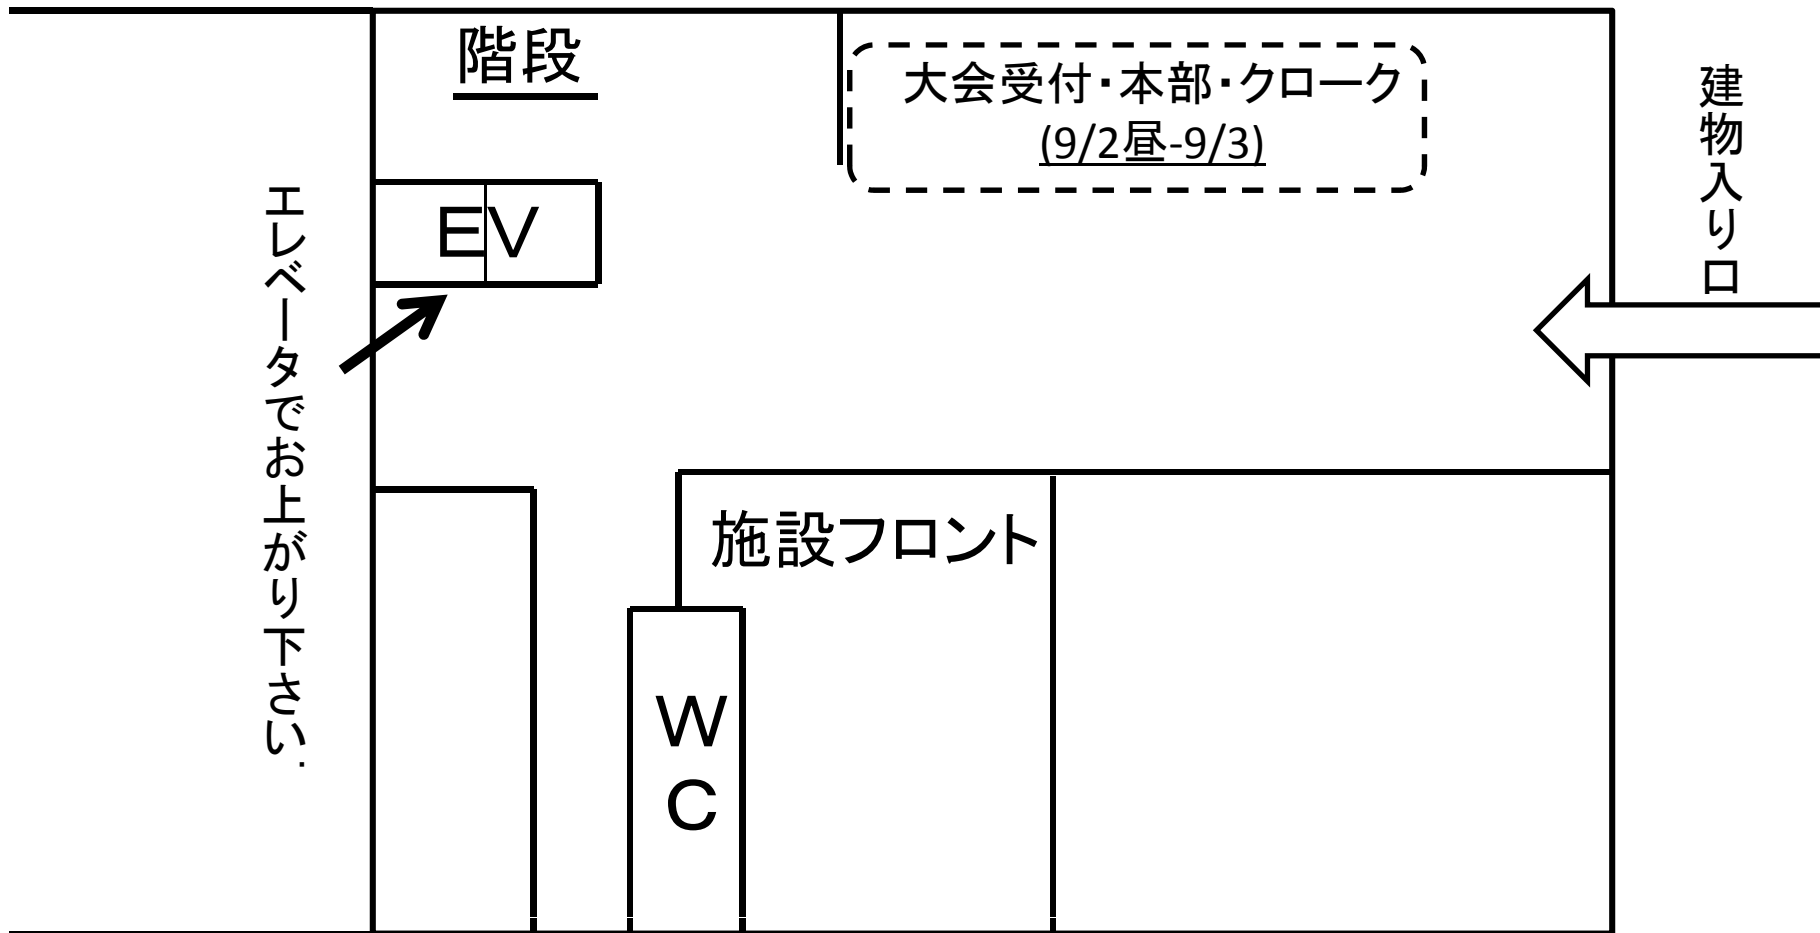 階段
大会受付・本部・クローク
(9/2昼-9/3)
建物入り口
EV
エレベータでお上がり下さい.
施設フロント
WC